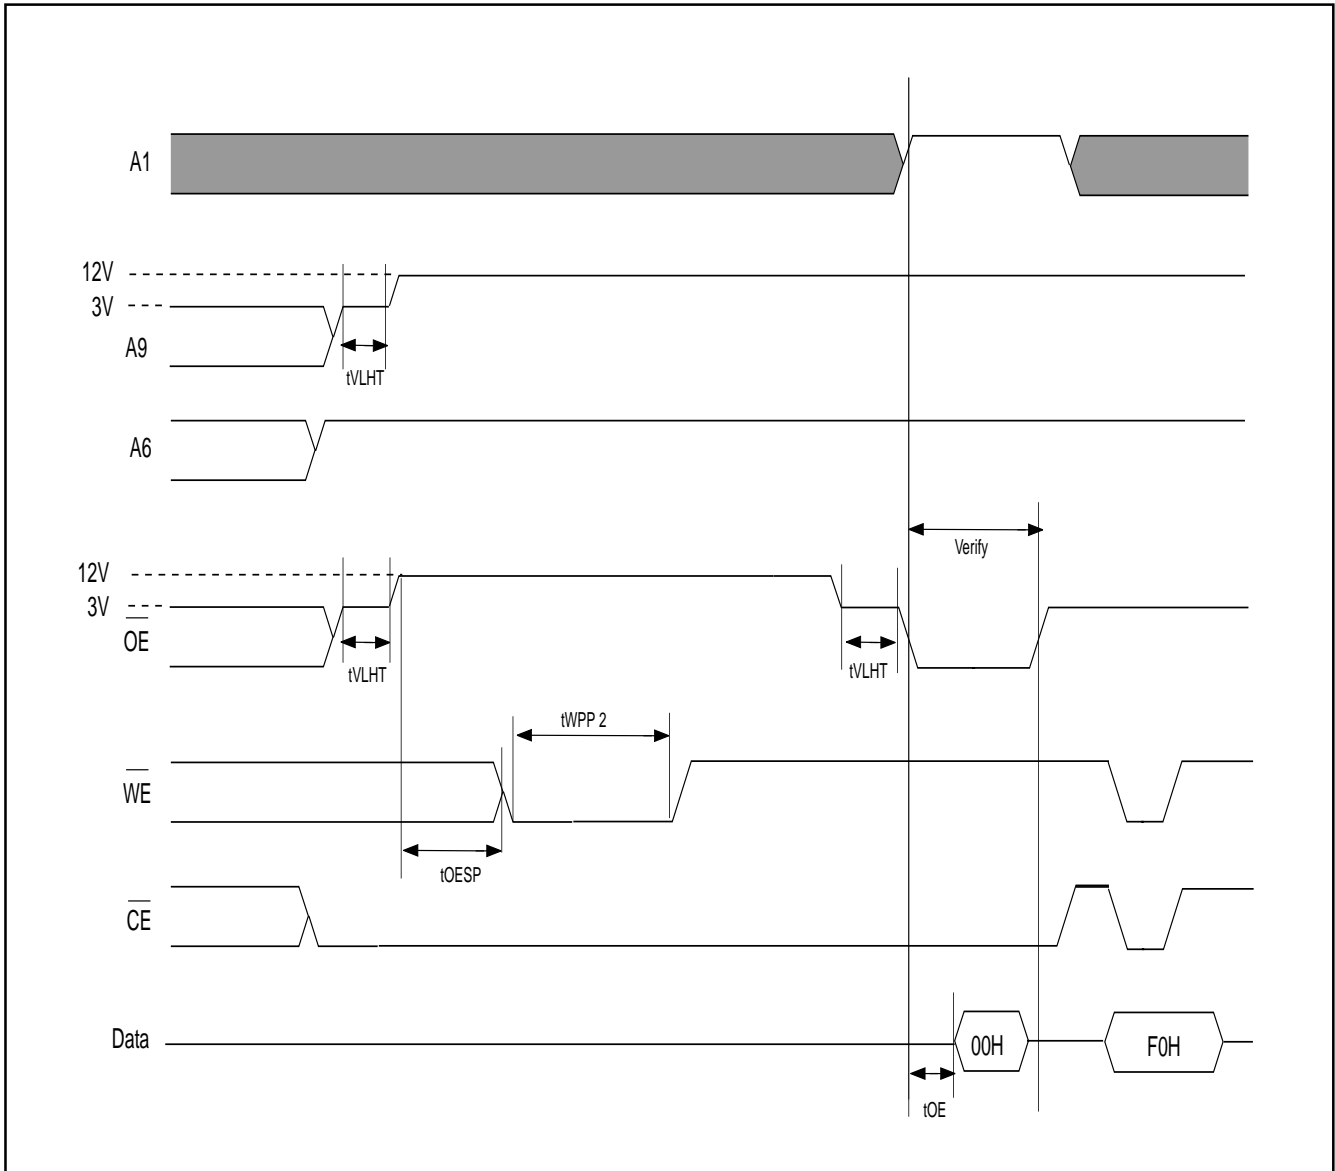 A1
12V
3V
A9
tVLHT
A6
Verify
12V
3V
OE
tVLHT
tVLHT
tWPP 2
WE
tOESP
CE
Data
00H
F0H
tOE